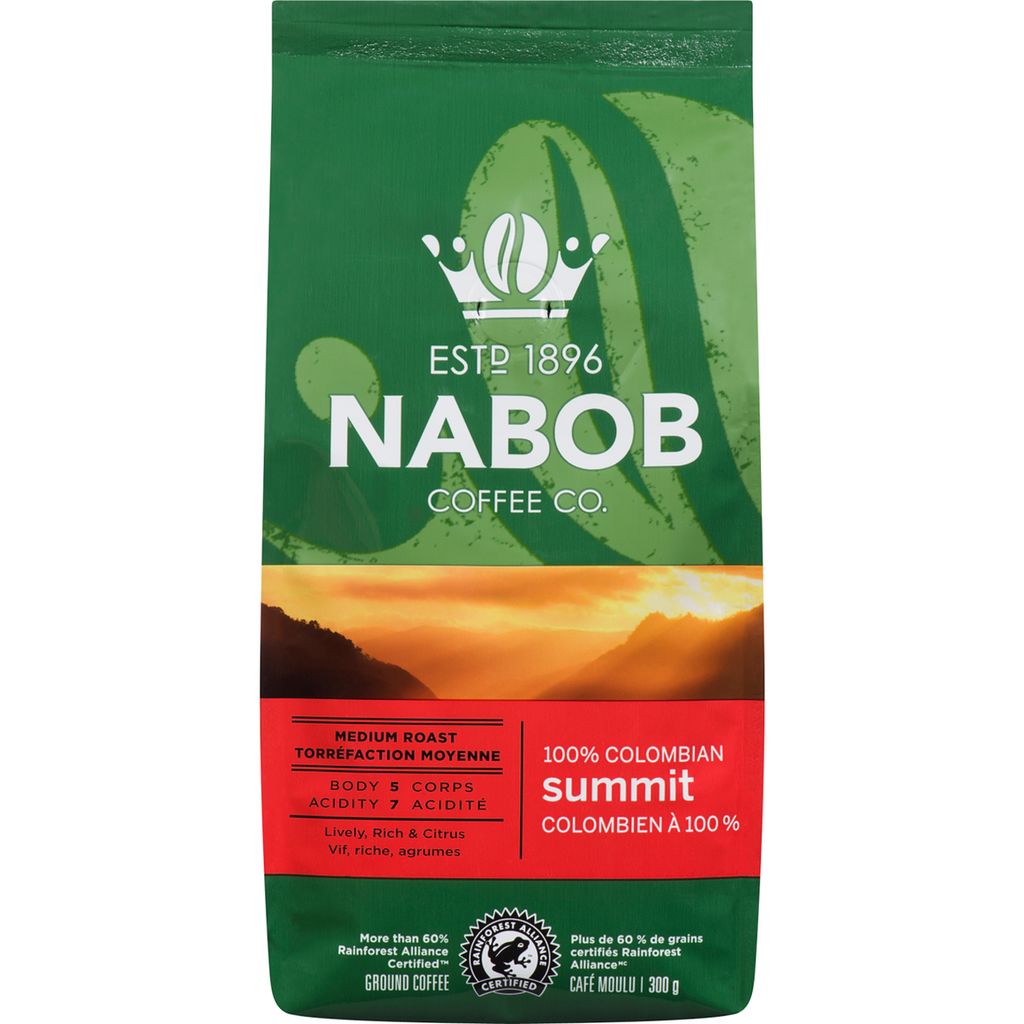 ESTD 1896
NABOB
COFFEE CO.
MEDIUM ROAST
TORRÉFACTION MOYENNE
BODY 5 CORPS
ACIDITY 7 ACIDITÉ
Lively, Rich & Citrus
Vif, riche, agrumes
100% COLOMBIAN
summit
COLOMBIEN À 100 %
More than 60%
Rainforest Alliance
Certified™
GROUND COFFEE
RAINFOREST ALLIANCE
CERTIFIED
Plus de 60 % de grains
certifiés Rainforest
Alliance MC
CAFÉ MOULU | 300 g